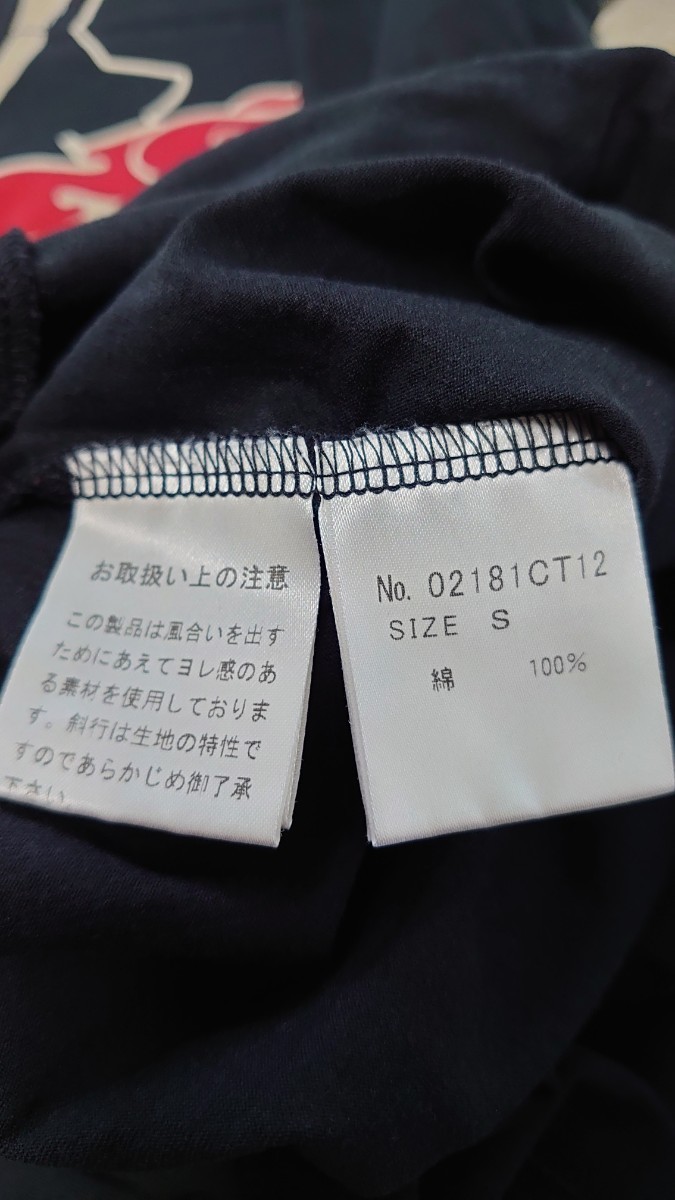 お取扱い上の注意
この製品は風合いを出す
ためにあえてヨレ感のあ
る素材を使用しておりま
す。斜行は生地の特性で
すのであらかじめ御了承
下さい。
No. 02181CT12
SIZE S
綿 100%